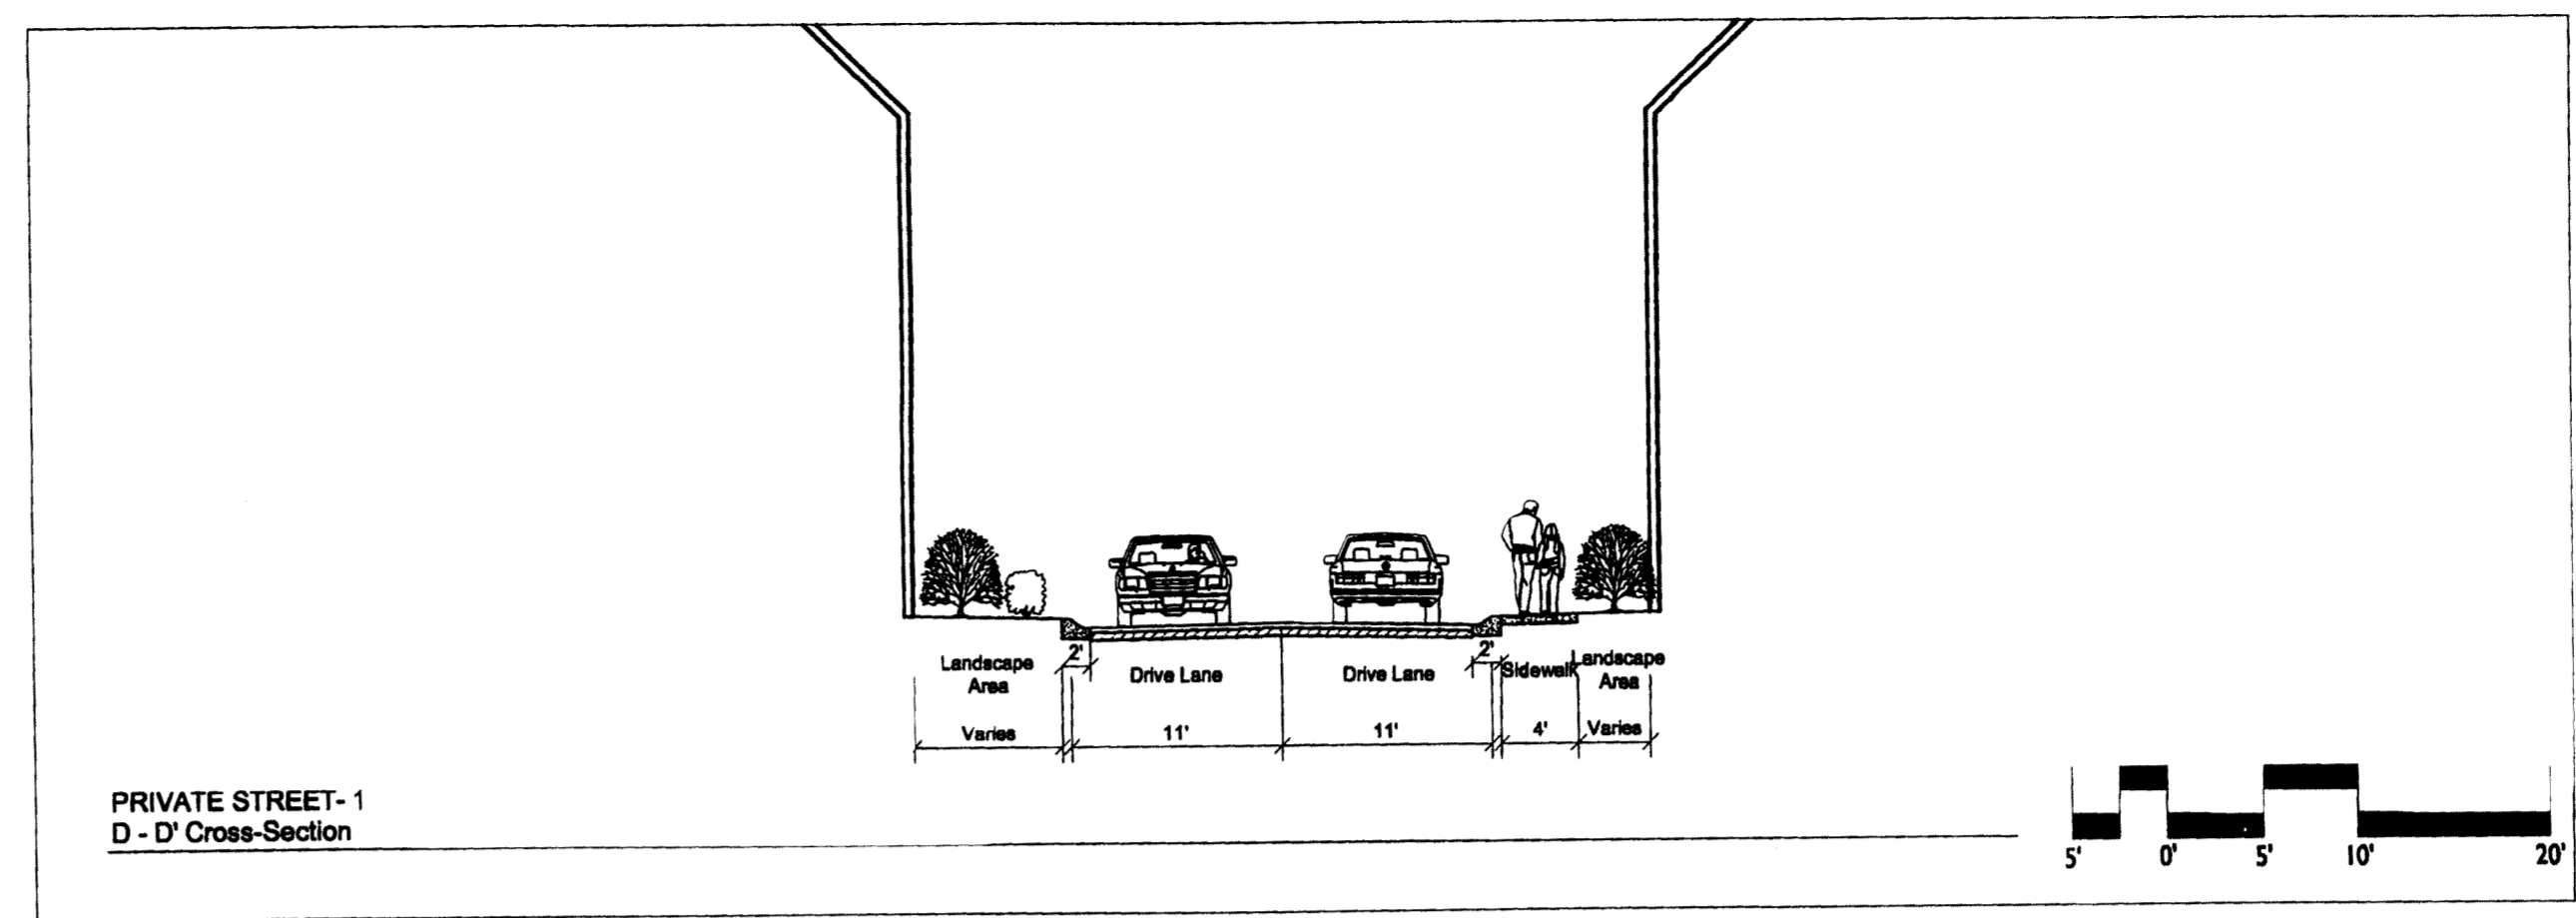 2'
2'
Landscape
Area
Drive Lane
Drive Lane
Sidewalk
Landscape
Area
Varies
11'
11'
4'
Varies
PRIVATE STREET- 1
D - D' Cross-Section
5'
0'
5'
10'
20'